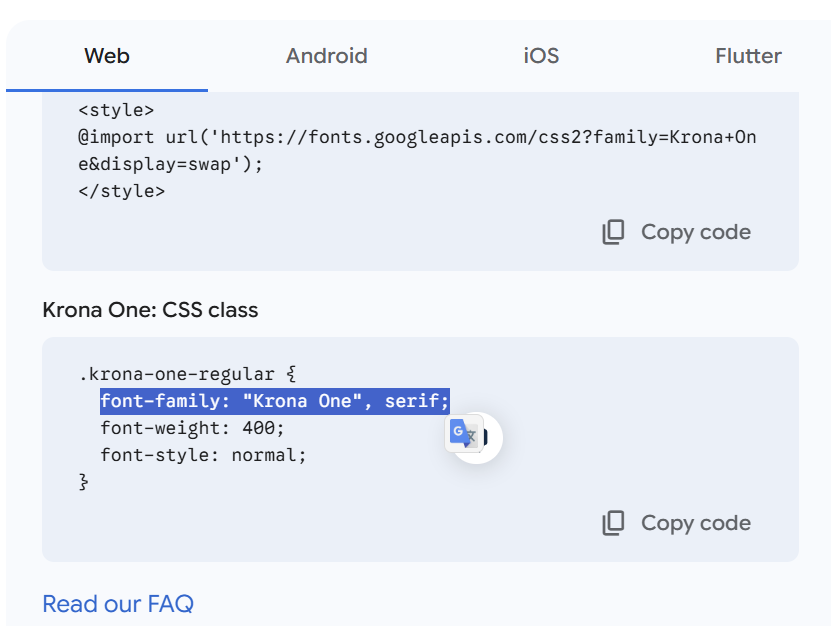 Web Android iOS Flutter
<style>
@import url('https://fonts.googleapis.com/css2?family=Krona+On
e&display=swap');
</style>
Copy code
Krona One: CSS class
.krona-one-regular {
font-family: "Krona One", serif;
font-weight: 400;
font-style: normal;
}
Copy code
Read our FAQ